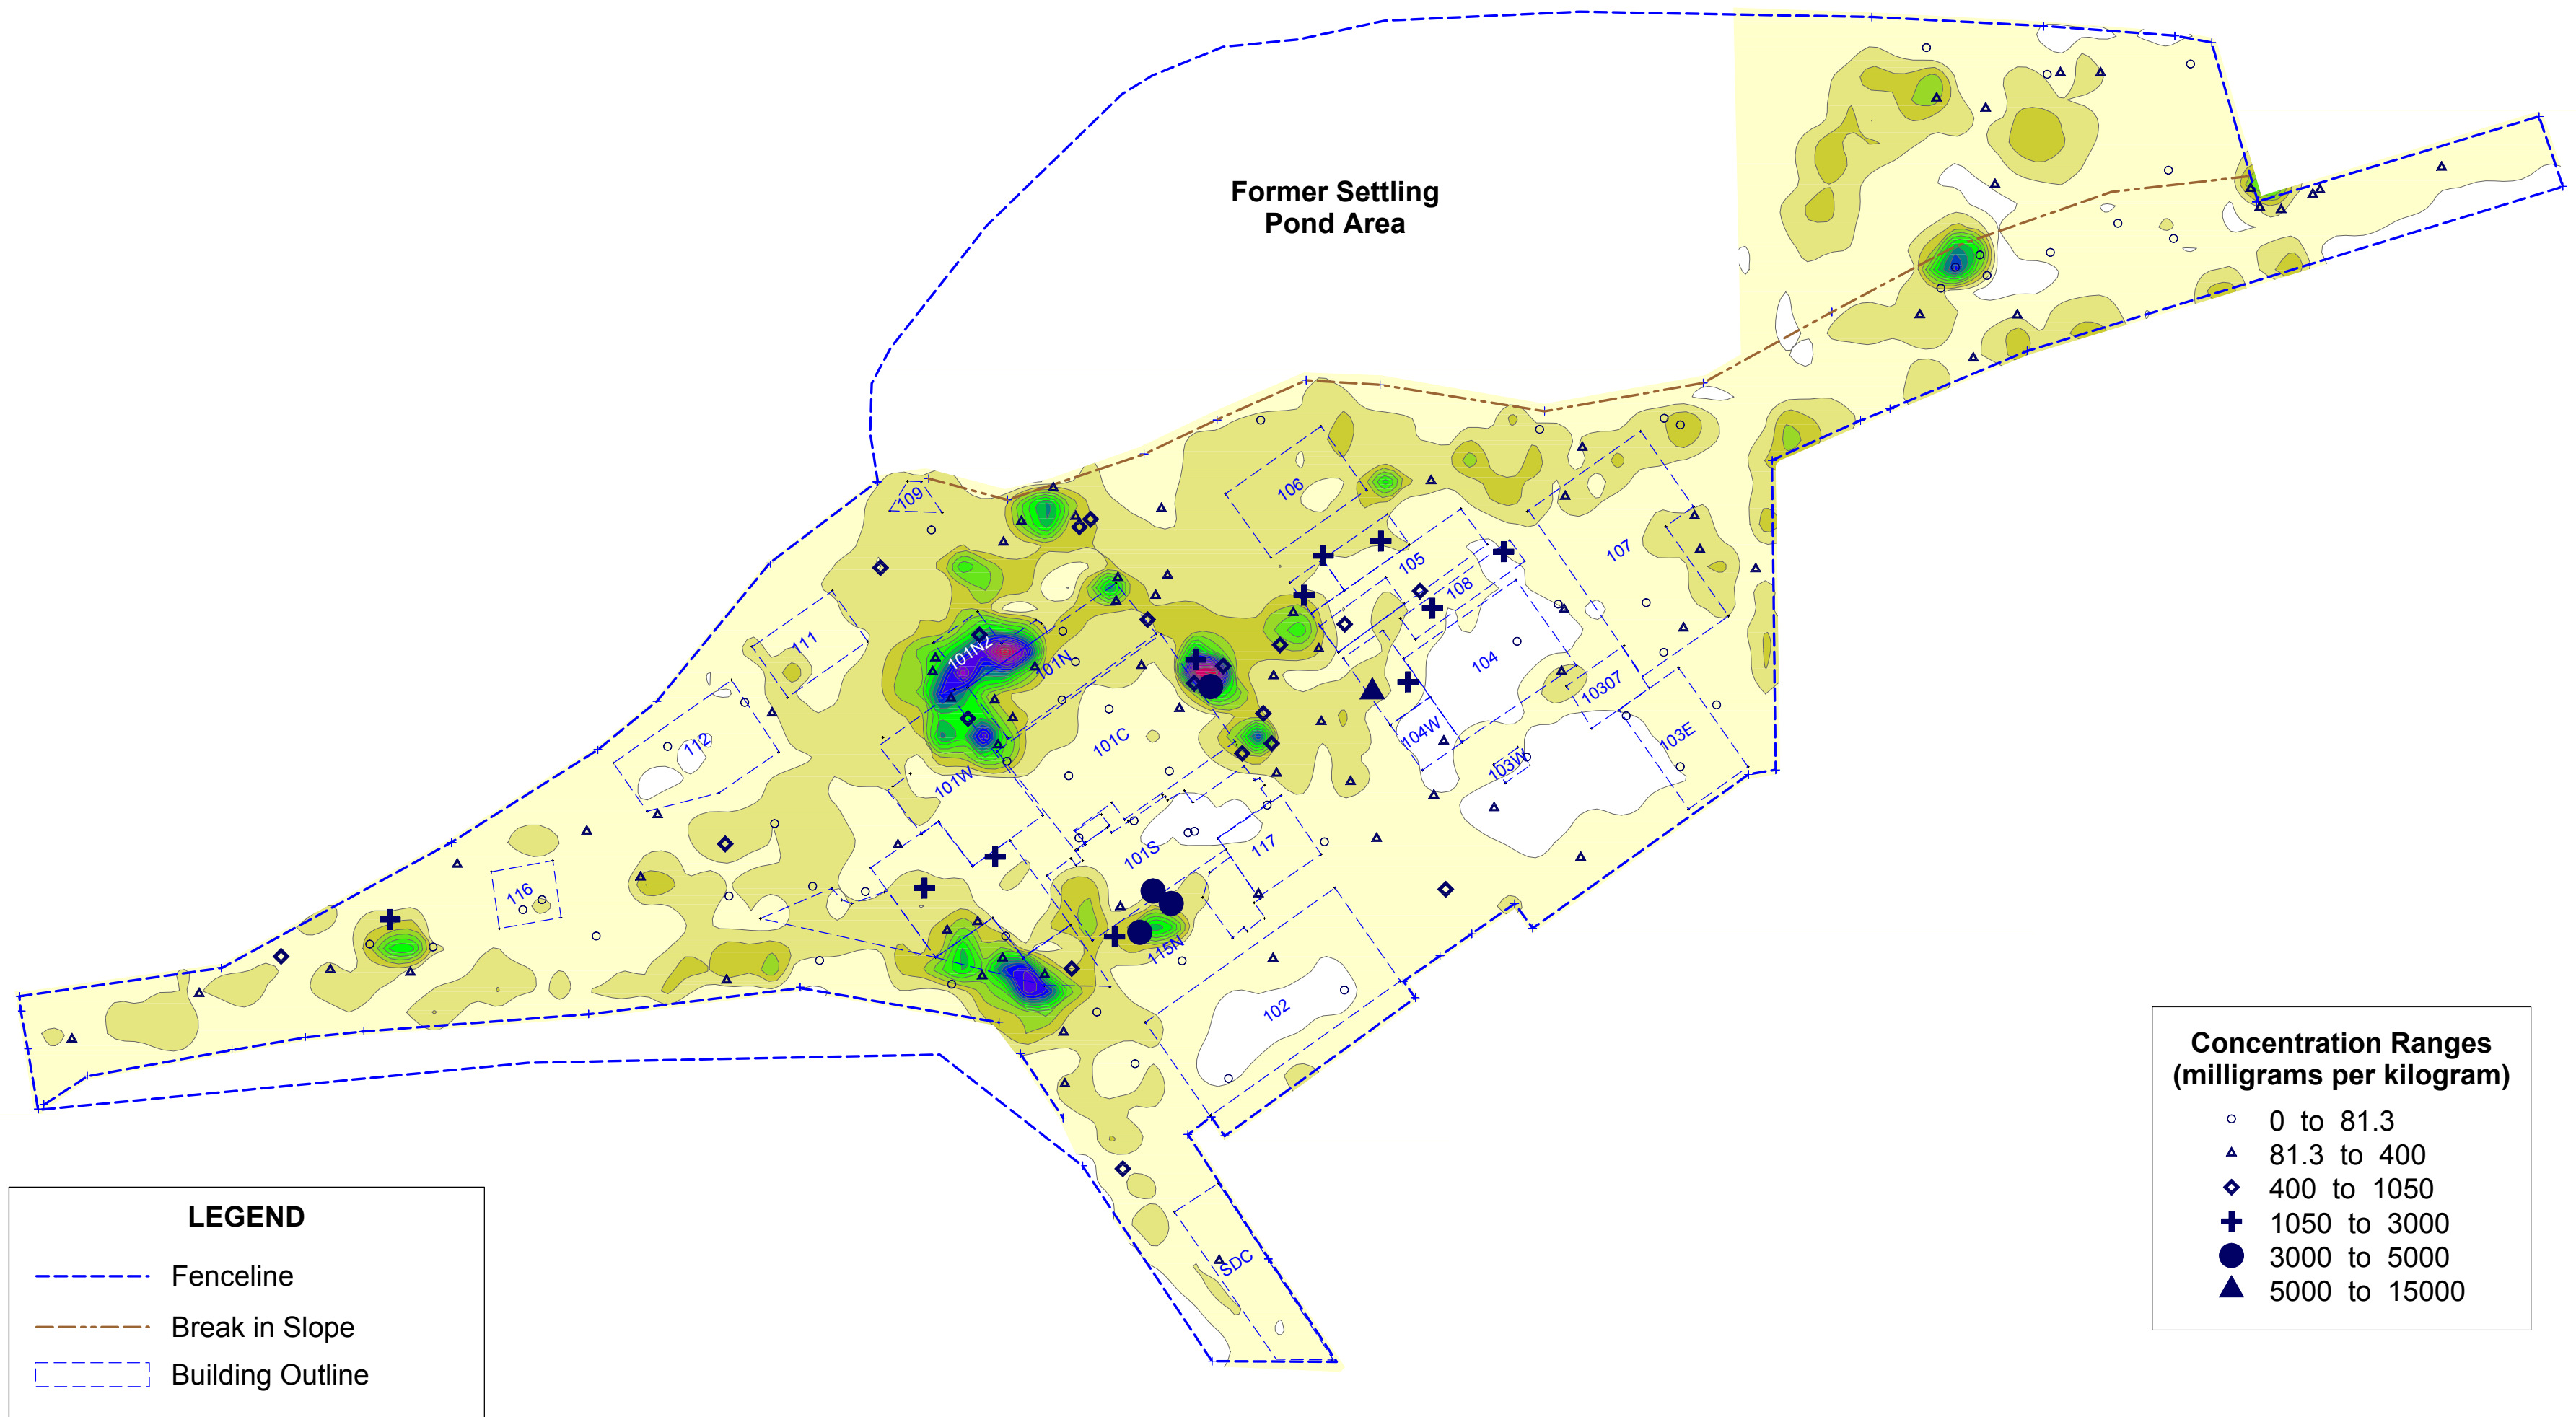 Former Settling
Pond Area
109
106
105
107
108
111
101N2
101N
104
10307
112
101C
104W
103W
103E
101W
101S
117
116
115N
102
SDC
Concentration Ranges
(milligrams per kilogram)
0 to 81.3
81.3 to 400
400 to 1050
1050 to 3000
3000 to 5000
5000 to 15000
LEGEND
Fenceline
Break in Slope
Building Outline